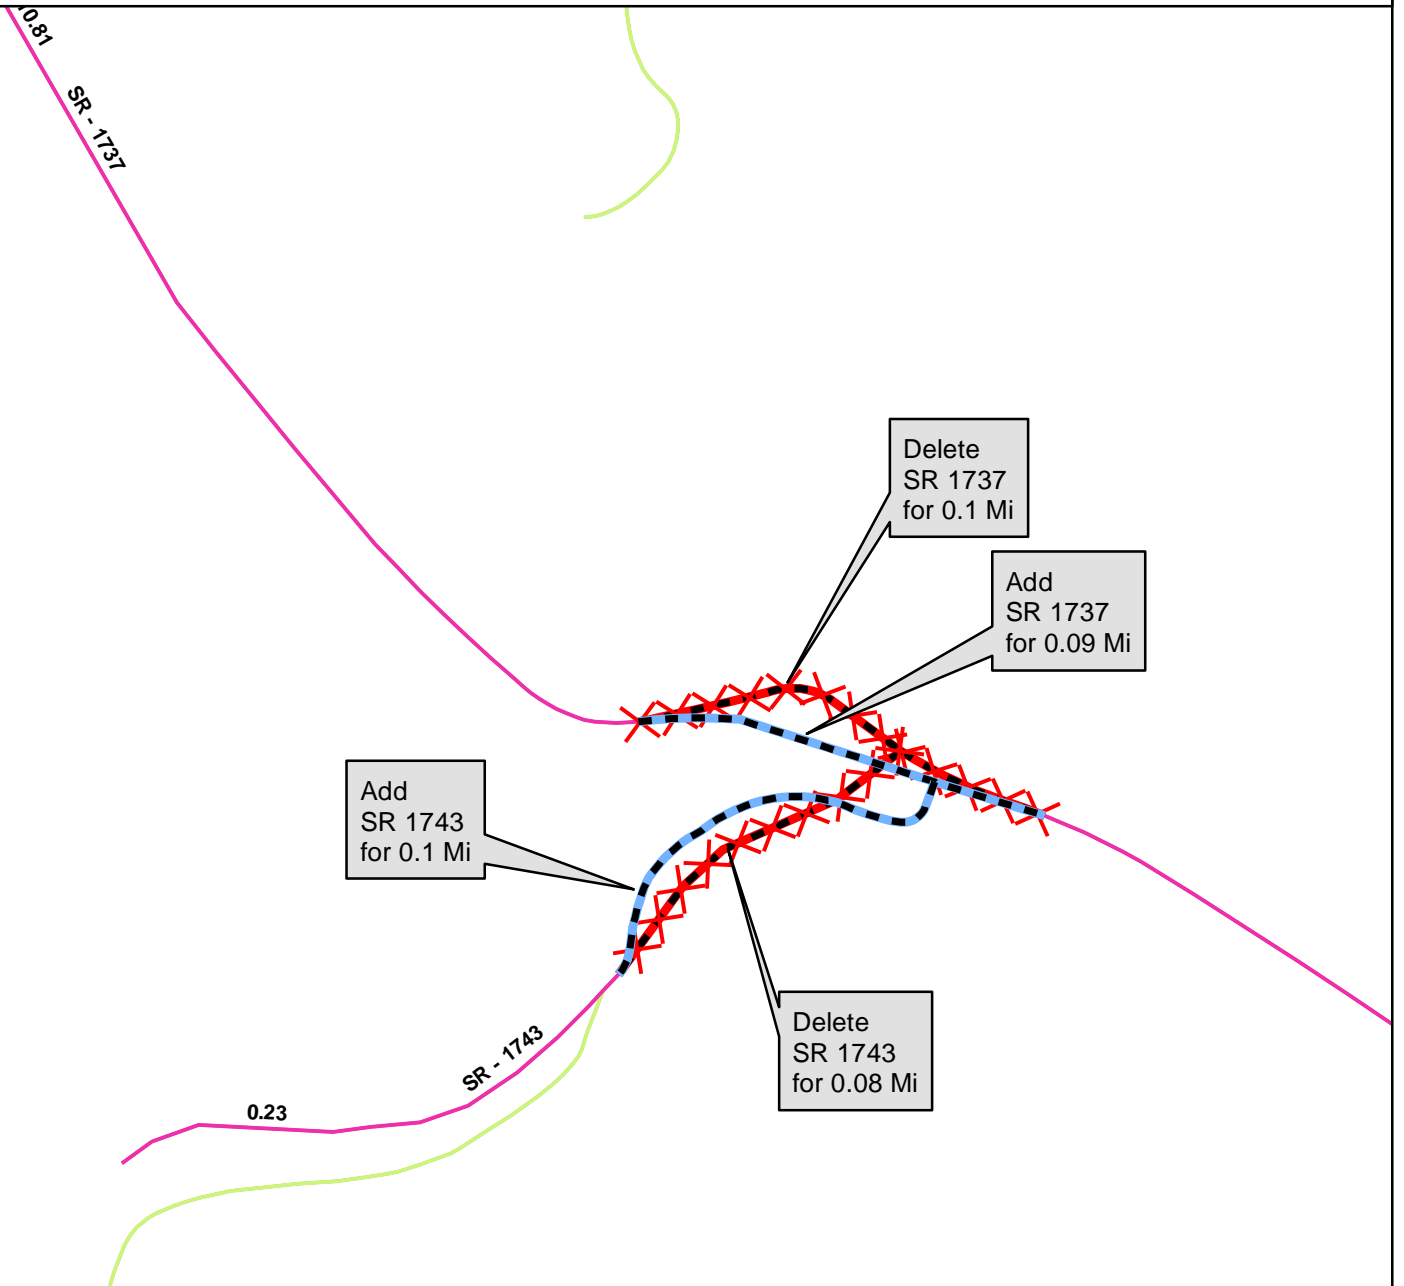 0.81
SR - 1737
Delete
SR 1737
for 0.1 Mi
Add
SR 1737
for 0.09 Mi
Add
SR 1743
for 0.1 Mi
Delete
SR 1743
for 0.08 Mi
SR - 1743
0.23